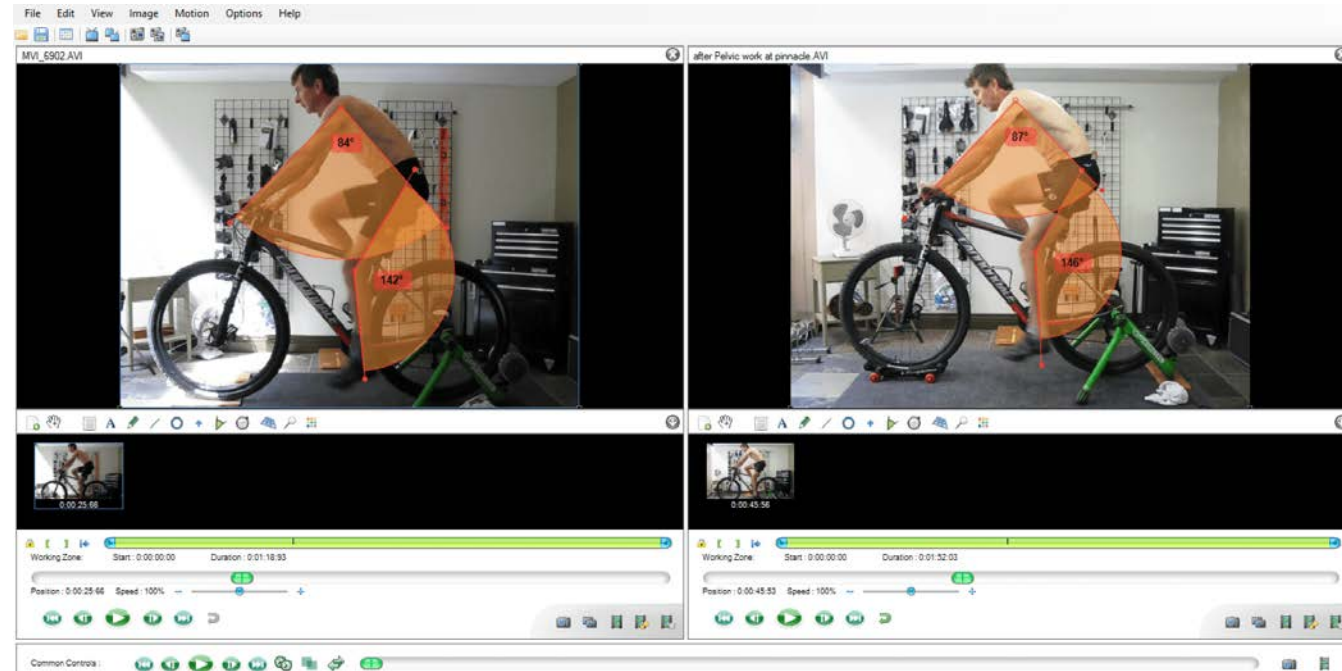 File Edit View Image Motion Options Help
MVI_6902.AVI
after Pelvic work at pinnacle.AVI
84°
142°
87°
146°
0:00:25:66
0:00:45:56
Working Zone: Start : 0:00:00:00 Duration : 0:01:18:93
Position : 0:00:25:66 Speed : 100%
Working Zone: Start : 0:00:00:00 Duration : 0:01:52:03
Position : 0:00:45:53 Speed : 100%
Common Controls :